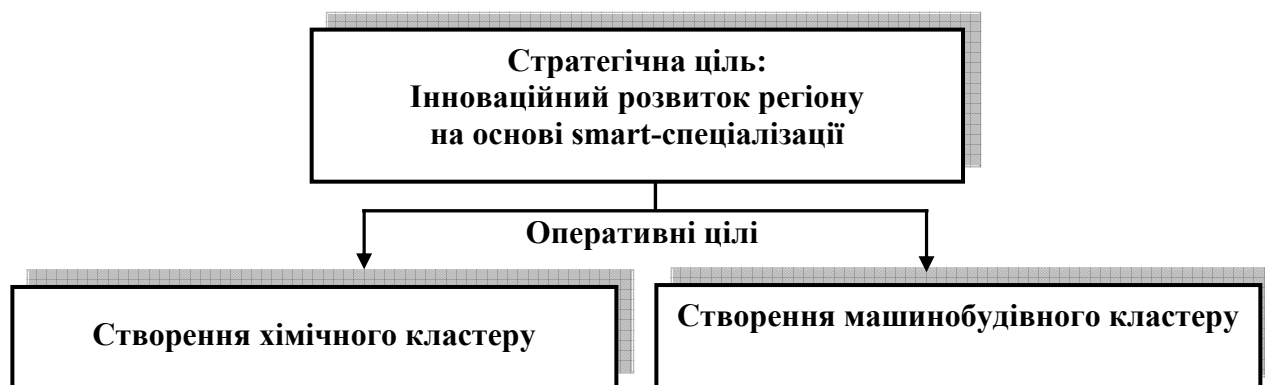 Стратегічна ціль:
Інноваційний розвиток регіону
на основі smart-спеціалізації
Оперативні цілі
Створення хімічного кластеру
Створення машинобудівного кластеру